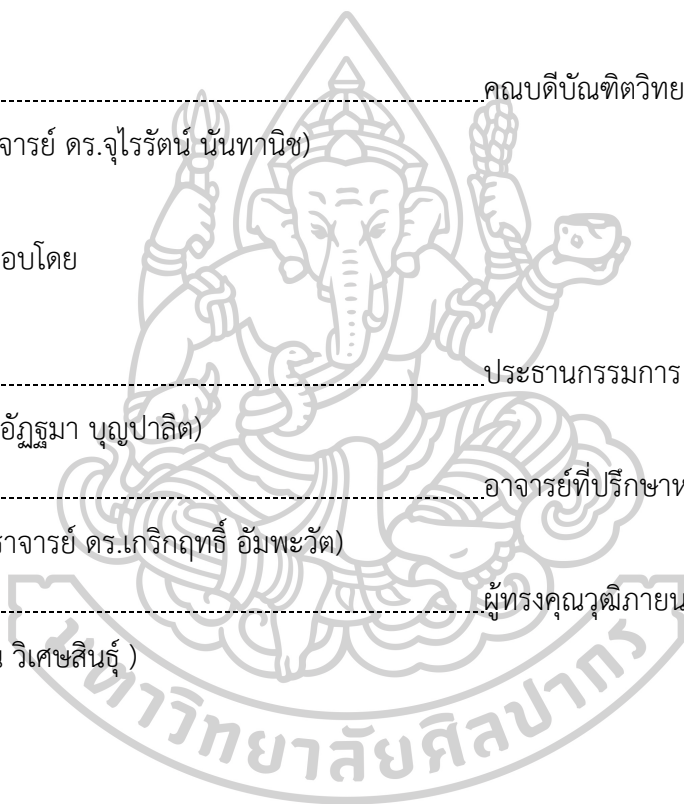 คณบดีบัณฑิตวิทย
จารย์ ดร.จุไรรัตน์ นันทานิช)
อบโดย
ประธานกรรมการ
อัฏฐมา บุญปาลิต)
อาจารย์ที่ปรึกษาห
ราจารย์ ดร.เกริกฤทธิ์ อัมพะวัต)
ผู้ทรงคุณวุฒิภายน
น วิเศษสินธุ์ )
มหาวิทยาลัยศิลปากร